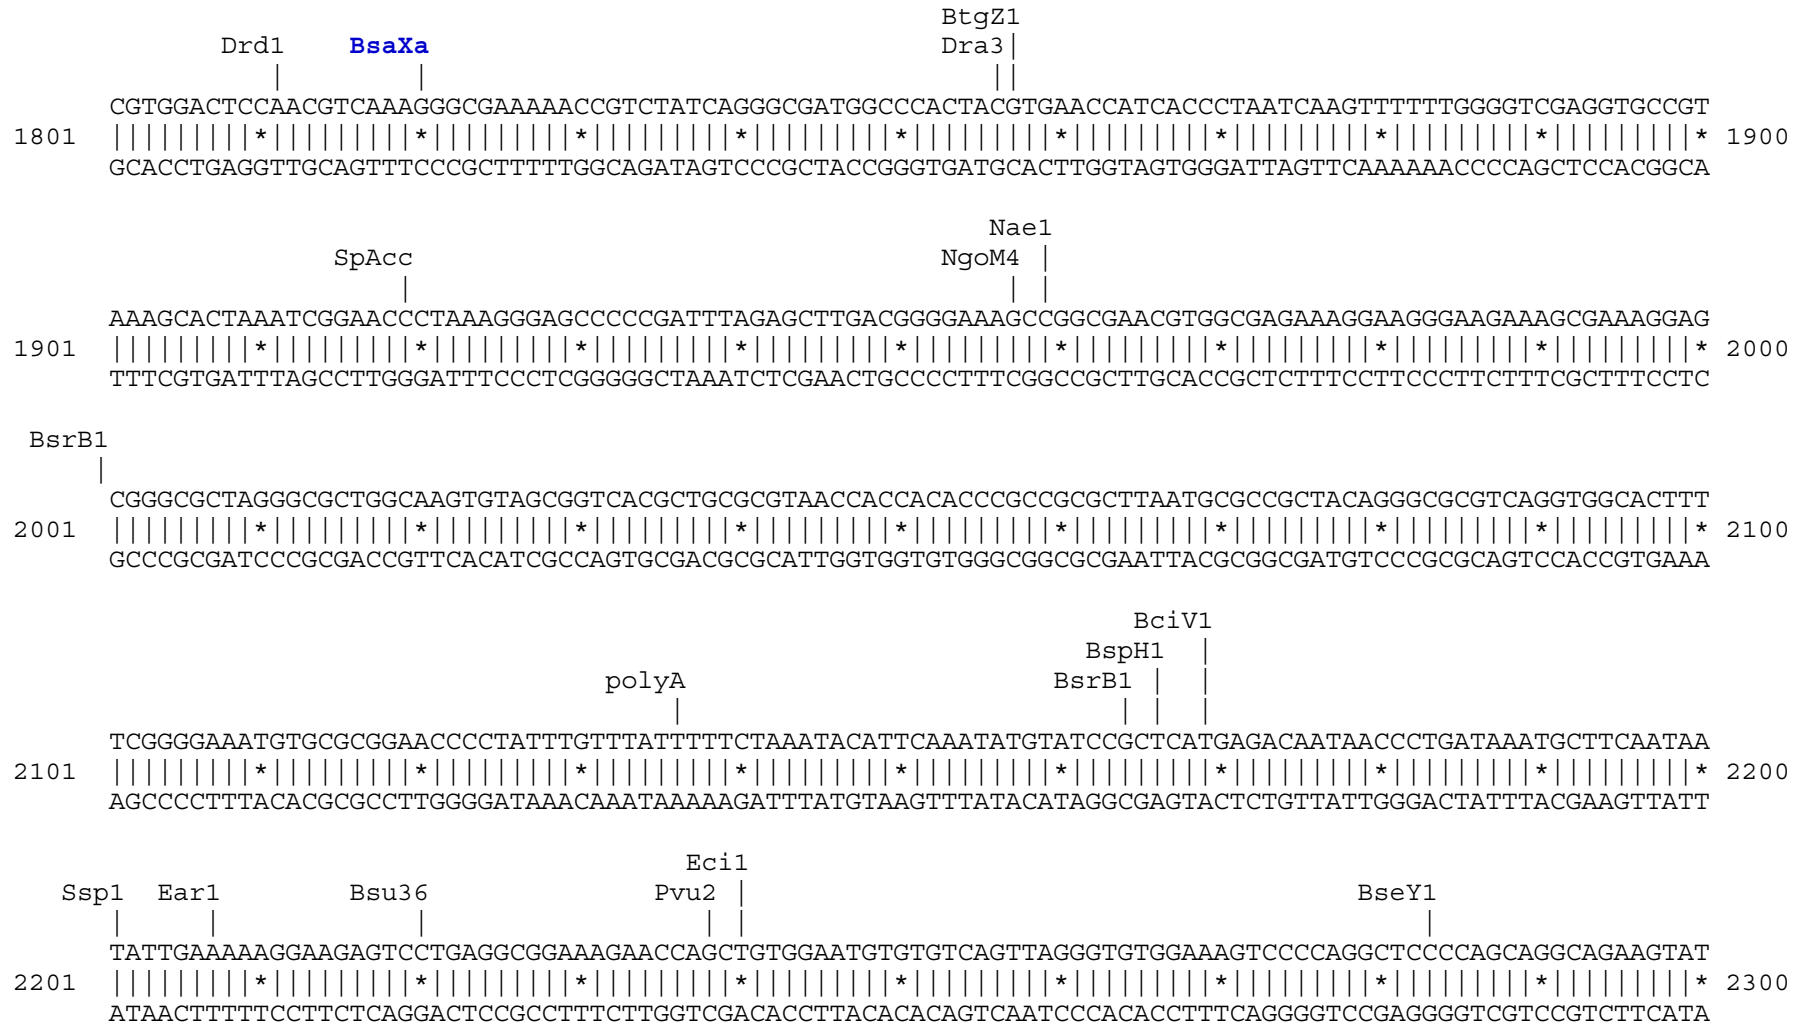 BtgZ1
Drd1 BsaXa Dra3|
| | ||
CGTGGACTCCAACGTCAAAGGGCGAAAAACCGTCTATCAGGGCGATGGCCCACTACGTGAACCATCACCCTAATCAAGTTTTTTGGGGTCGAGGTGCCGT
1801 |||||||||*|||||||||*|||||||||*|||||||||*|||||||||*|||||||||*|||||||||*|||||||||*|||||||||*|||||||||* 1900
GCACCTGAGGTTGCAGTTTCCCGCTTTTTGGCAGATAGTCCCGCTACCGGGTGATGCACTTGGTAGTGGGATTAGTTCAAAAAACCCCAGCTCCACGGCA
Nae1
SpAcc NgoM4 |
| | |
AAAGCACTAAATCGGAACCCTAAAGGGAGCCCCCGATTTAGAGCTTGACGGGGAAAGCCGGCGAACGTGGCGAGAAAGGAAGGGAAGAAAGCGAAAGGAG
1901 |||||||||*|||||||||*|||||||||*|||||||||*|||||||||*|||||||||*|||||||||*|||||||||*|||||||||*|||||||||* 2000
TTTCGTGATTTAGCCTTGGGATTTCCCTCGGGGGCTAAATCTCGAACTGCCCCTTTCGGCCGCTTGCACCGCTCTTTCCTTCCCTTCTTTCGCTTTCCTC
BsrB1
|
CGGGCGCTAGGGCGCTGGCAAGTGTAGCGGTCACGCTGCGCGTAACCACCACACCCGCCGCGCTTAATGCGCCGCTACAGGGCGCGTCAGGTGGCACTTT
2001 |||||||||*|||||||||*|||||||||*|||||||||*|||||||||*|||||||||*|||||||||*|||||||||*|||||||||*|||||||||* 2100
GCCCGCGATCCCGCGACCGTTCACATCGCCAGTGCGACGCGCATTGGTGGTGTGGGCGGCGCGAATTACGCGGCGATGTCCCGCGCAGTCCACCGTGAAA
BciV1
BspH1 |
polyA BsrB1 | |
| | | |
TCGGGGAAATGTGCGCGGAACCCCTATTTGTTTATTTTTCTAAATACATTCAAATATGTATCCGCTCATGAGACAATAACCCTGATAAATGCTTCAATAA
2101 |||||||||*|||||||||*|||||||||*|||||||||*|||||||||*|||||||||*|||||||||*|||||||||*|||||||||*|||||||||* 2200
AGCCCCTTTACACGCGCCTTGGGGATAAACAAATAAAAAGATTTATGTAAGTTTATACATAGGCGAGTACTCTGTTATTGGGACTATTTACGAAGTTATT
Eci1
Ssp1 Ear1 Bsu36 Pvu2 | BseY1
| | | | | |
TATTGAAAAAGGAAGAGTCCTGAGGCGGAAAGAACCAGCTGTGGAATGTGTGTCAGTTAGGGTGTGGAAAGTCCCCAGGCTCCCCAGCAGGCAGAAGTAT
2201 |||||||||*|||||||||*|||||||||*|||||||||*|||||||||*|||||||||*|||||||||*|||||||||*|||||||||*|||||||||* 2300
ATAACTTTTTCCTTCTCAGGACTCCGCCTTTCTTGGTCGACACCTTACACACAGTCAATCCCACACCTTTCAGGGGTCCGAGGGGTCGTCCGTCTTCATA